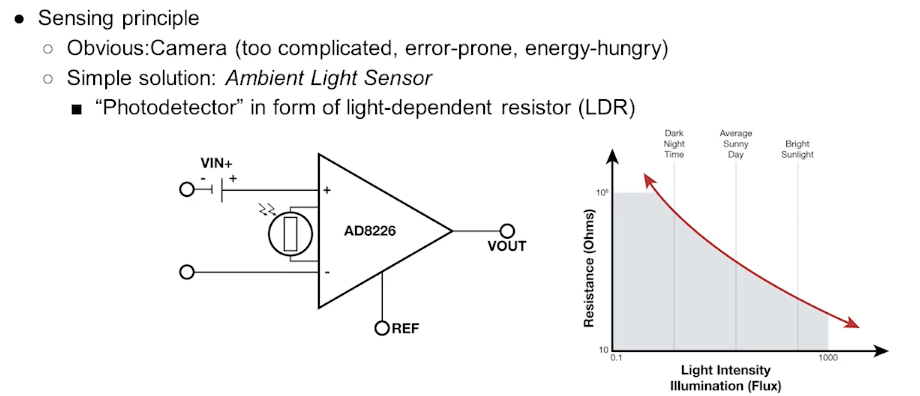 ● Sensing principle
○ Obvious:Camera (too complicated, error-prone, energy-hungry)
○ Simple solution: Ambient Light Sensor
■ “Photodetector” in form of light-dependent resistor (LDR)
VIN+
- +
+
AD8226
-
VOUT
REF
Dark
Night
Time
Average
Sunny
Day
Bright
Sunlight
10⁶
Resistance (Ohms)
10
0.1
1000
Light Intensity
Illumination (Flux)